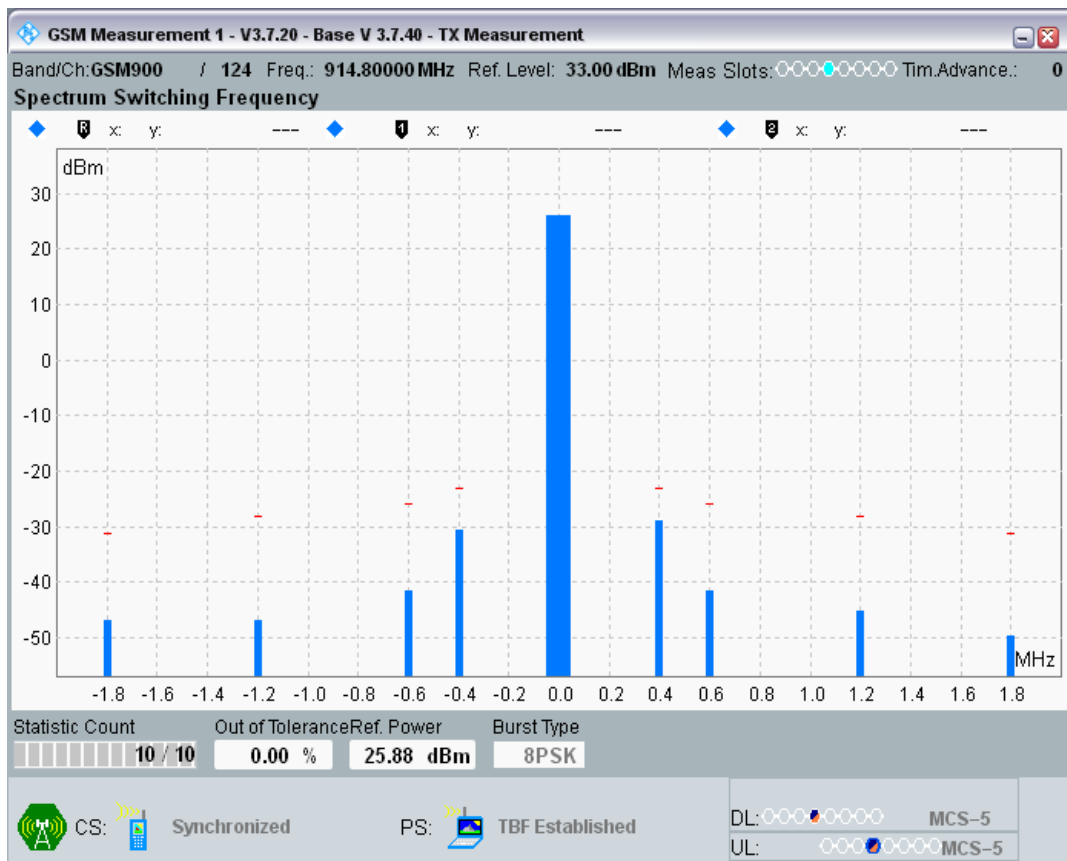 GSM Measurement 1 - V3.7.20 - Base V 3.7.40 - TX Measurement
Band/Ch:GSM900 / 124 Freq.: 914.80000 MHz Ref. Level: 33.00 dBm Meas Slots: Tim.Advance.: 0
Spectrum Switching Frequency
R x: y: --- 1 x: y: --- 2 x: y: ---
dBm
30
20
10
0
-10
-20
-30
-40
-50
MHz
-1.8 -1.6 -1.4 -1.2 -1.0 -0.8 -0.6 -0.4 -0.2 0.0 0.2 0.4 0.6 0.8 1.0 1.2 1.4 1.6 1.8
Statistic Count Out of Tolerance Ref. Power Burst Type
10 / 10 0.00 % 25.88 dBm 8PSK
CS: Synchronized PS: TBF Established DL: MCS-5
UL: MCS-5